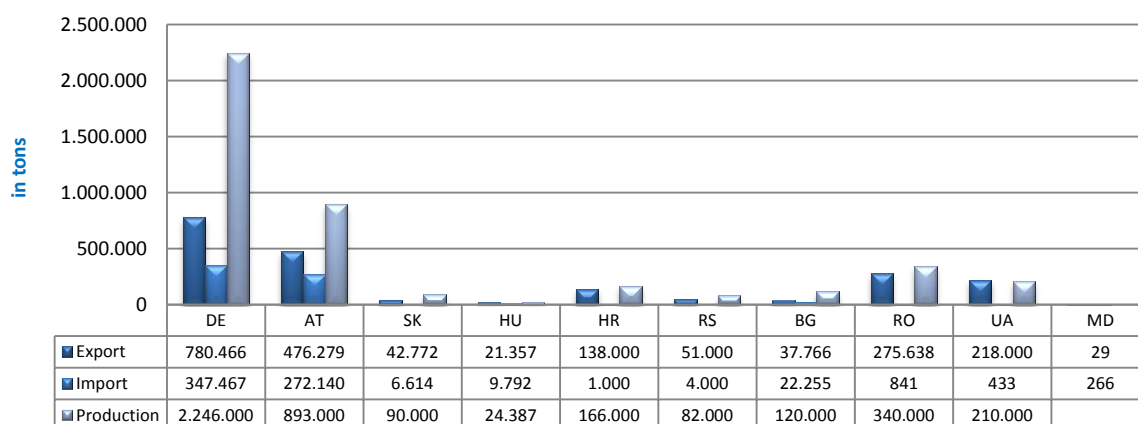 2.500.000
2.000.000
1.500.000
1.000.000
500.000
0
in tons
DE AT SK HU HR RS BG RO UA MD
Export 780.466 476.279 42.772 21.357 138.000 51.000 37.766 275.638 218.000 29
Import 347.467 272.140 6.614 9.792 1.000 4.000 22.255 841 433 266
Production 2.246.000 893.000 90.000 24.387 166.000 82.000 120.000 340.000 210.000